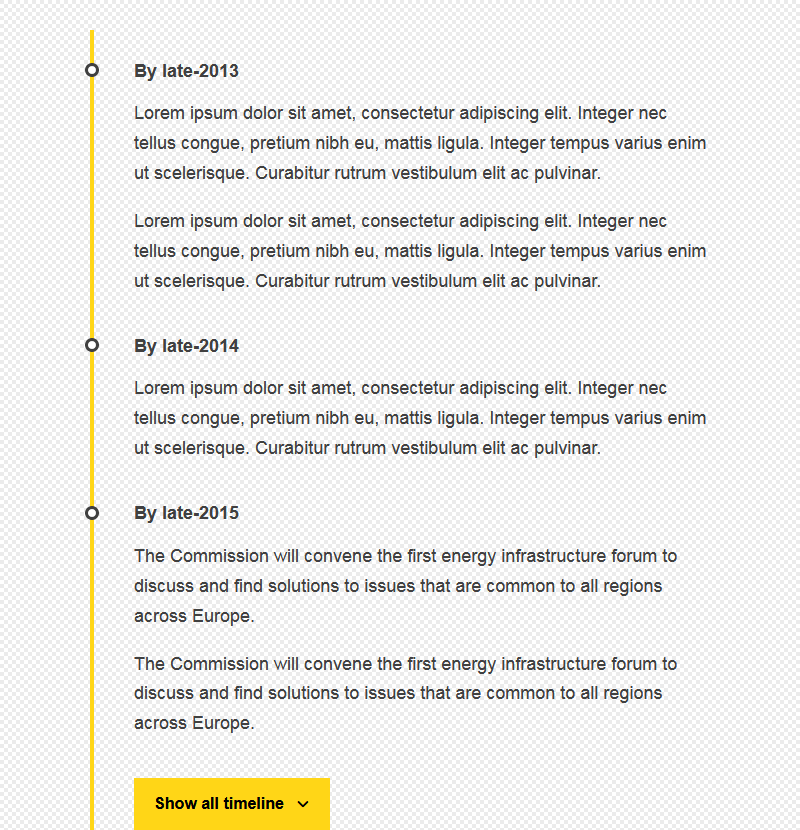 By late-2013
Lorem ipsum dolor sit amet, consectetur adipiscing elit. Integer nec
tellus congue, pretium nibh eu, mattis ligula. Integer tempus varius enim
ut scelerisque. Curabitur rutrum vestibulum elit ac pulvinar.
Lorem ipsum dolor sit amet, consectetur adipiscing elit. Integer nec
tellus congue, pretium nibh eu, mattis ligula. Integer tempus varius enim
ut scelerisque. Curabitur rutrum vestibulum elit ac pulvinar.
By late-2014
Lorem ipsum dolor sit amet, consectetur adipiscing elit. Integer nec
tellus congue, pretium nibh eu, mattis ligula. Integer tempus varius enim
ut scelerisque. Curabitur rutrum vestibulum elit ac pulvinar.
By late-2015
The Commission will convene the first energy infrastructure forum to
discuss and find solutions to issues that are common to all regions
across Europe.
The Commission will convene the first energy infrastructure forum to
discuss and find solutions to issues that are common to all regions
across Europe.
Show all timeline